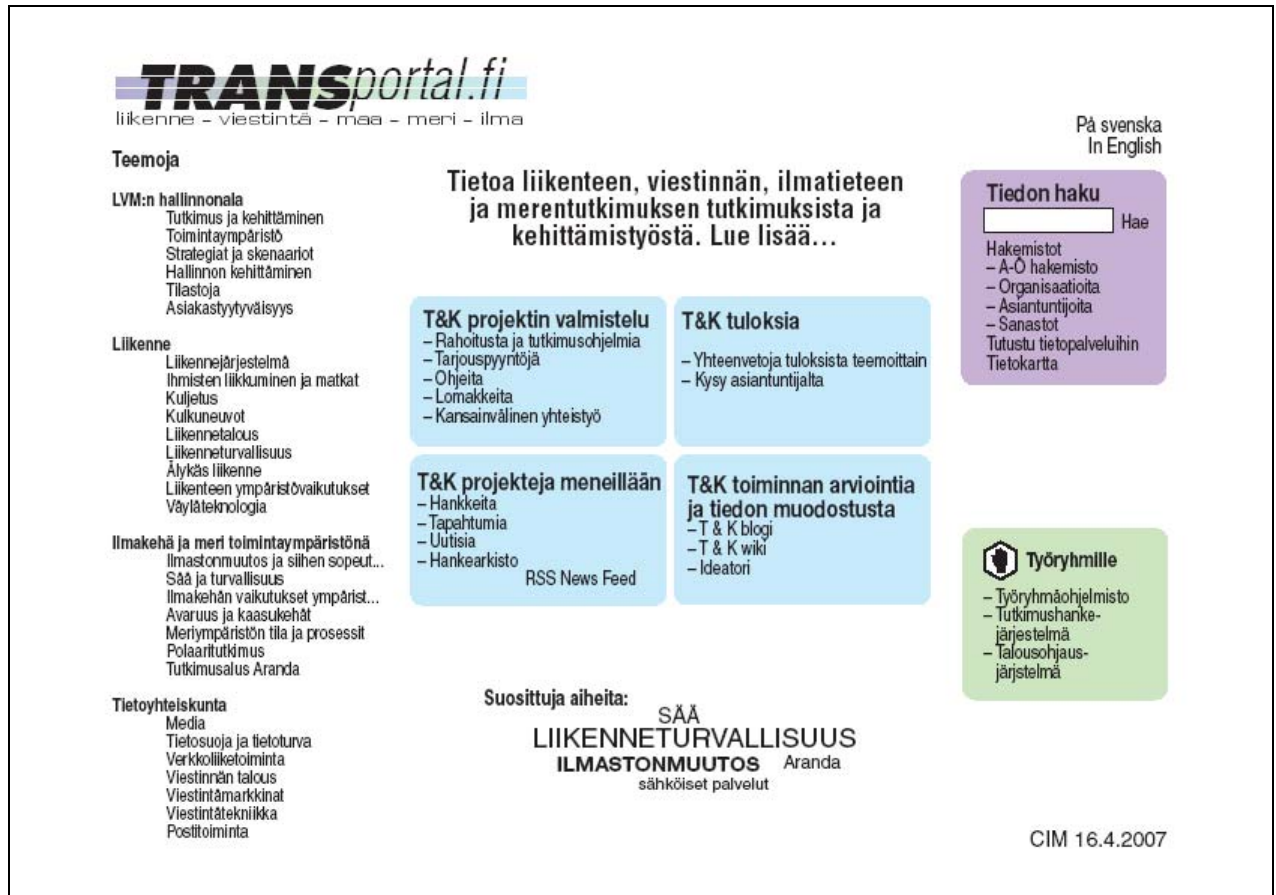 TRANSportal.fi
liikenne – viestintä – maa – meri – ilma
På svenska
In English
Teemoja
LVM:n hallinnonala
Tutkimus ja kehittäminen
Toimintaympäristö
Strategiat ja skenaariot
Hallinnon kehittäminen
Tilastoja
Asiakastyytyväisyys
Liikenne
Liikennejärjestelmä
Ihmisten liikkuminen ja matkat
Kuljetus
Kulkuneuvot
Liikennetalous
Liikenneturvallisuus
Älykäs liikenne
Liikenteen ympäristövaikutukset
Väyläteknologia
Ilmakehä ja meri toimintaympäristönä
Ilmastonmuutos ja siihen sopeut...
Sää ja turvallisuus
Ilmakehän vaikutukset ympärist...
Avaruus ja kaasukehät
Meriympäristön tila ja prosessit
Polaaritutkimus
Tutkimusalus Aranda
Tietoyhteiskunta
Media
Tietosuoja ja tietoturva
Verkkoliiketoiminta
Viestinnän talous
Viestintämarkkinat
Viestintätekniikka
Postitoiminta
Tietoa liikenteen, viestinnän, ilmatieteen
ja merentutkimuksen tutkimuksista ja
kehittämistyöstä. Lue lisää...
T&K projektin valmistelu
– Rahoitusta ja tutkimusohjelmia
– Tarjouspyyntöjä
– Ohjeita
– Lomakkeita
– Kansainvälinen yhteistyö
T&K tuloksia
– Yhteenvetoja tuloksista teemoittain
– Kysy asiantuntijalta
T&K projekteja meneillään
– Hankkeita
– Tapahtumia
– Uutisia
– Hankearkisto
RSS News Feed
T&K toiminnan arviointia
ja tiedon muodostusta
– T & K blogi
– T & K wiki
– Ideatori
Suosittuja aiheita:
SÄÄ
LIIKENNETURVALLISUUS
ILMASTONMUUTOS Aranda
sähköiset palvelut
Tiedon haku
Hae
Hakemistot
– A-Ö hakemisto
– Organisaatioita
– Asiantuntijoita
– Sanastot
Tutustu tietopalveluihin
Tietokartta
Työryhmille
– Työryhmäohjelmisto
– Tutkimushanke-
järjestelmä
– Talousohjaus-
järjstelmä
CIM 16.4.2007